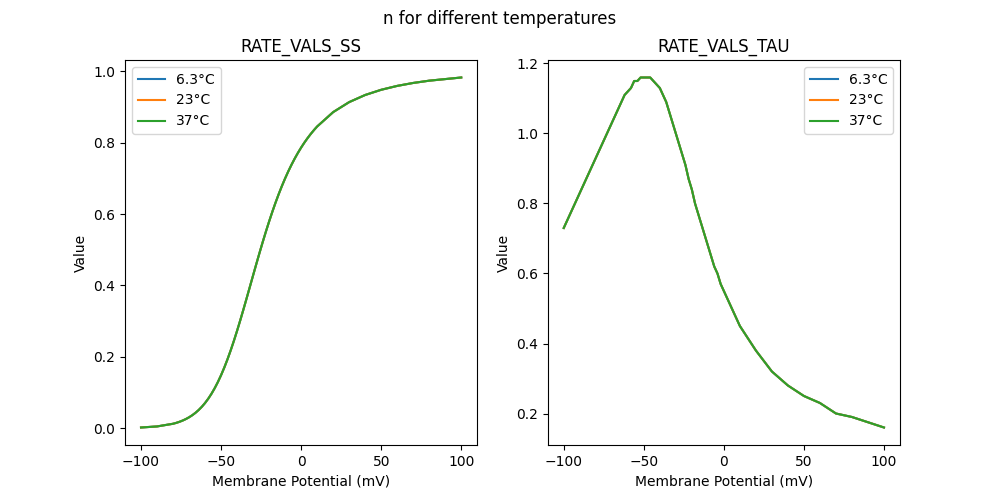 n for different temperatures
RATE_VALS_SS
RATE_VALS_TAU
Value
1.0
0.8
0.6
0.4
0.2
0.0
6.3°C
23°C
37°C
−100
−50
0
50
100
Membrane Potential (mV)
Value
1.2
1.0
0.8
0.6
0.4
0.2
6.3°C
23°C
37°C
−100
−50
0
50
100
Membrane Potential (mV)